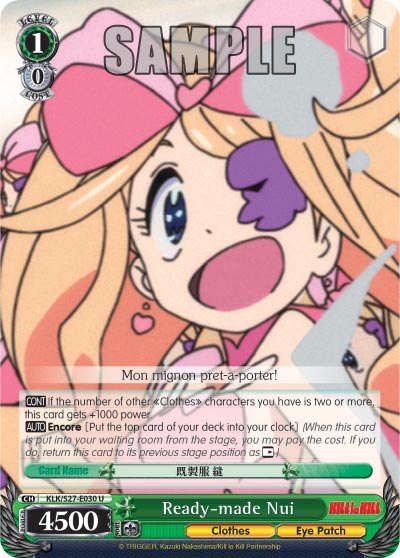 LEVEL
1
0
COST
SAMPLE
Mon mignon pret-a-porter!
CONT If the number of other «Clothes» characters you have is two or more,
this card gets +1000 power.
AUTO Encore [Put the top card of your deck into your clock] (When this card
is put into your waiting room from the stage, you may pay the cost. If you
do, return this card to its previous stage position as .)
Card Name 既製服 縫
CH KLK/S27-E030 U
POWER 4500 SOUL Ready-made Nui KILL la KILL
Clothes Eye Patch
© TRIGGER, Kazuki Nakashima/Kill la Kill Partnership